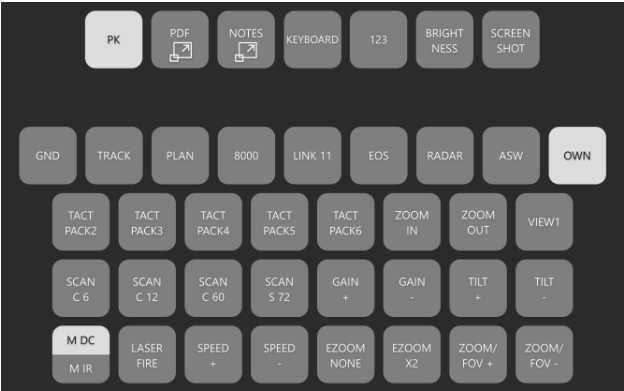 PK
PDF
NOTES
KEYBOARD
123
BRIGHT
NESS
SCREEN
SHOT
GND
TRACK
PLAN
8000
LINK 11
EOS
RADAR
ASW
OWN
TACT
PACK2
TACT
PACK3
TACT
PACK4
TACT
PACK5
TACT
PACK6
ZOOM
IN
ZOOM
OUT
VIEW1
SCAN
C 6
SCAN
C 12
SCAN
C 60
SCAN
S 72
GAIN
+
GAIN
-
TILT
+
TILT
-
M DC
M IR
LASER
FIRE
SPEED
+
SPEED
-
EZOOM
NONE
EZOOM
X2
ZOOM/
FOV +
ZOOM/
FOV -